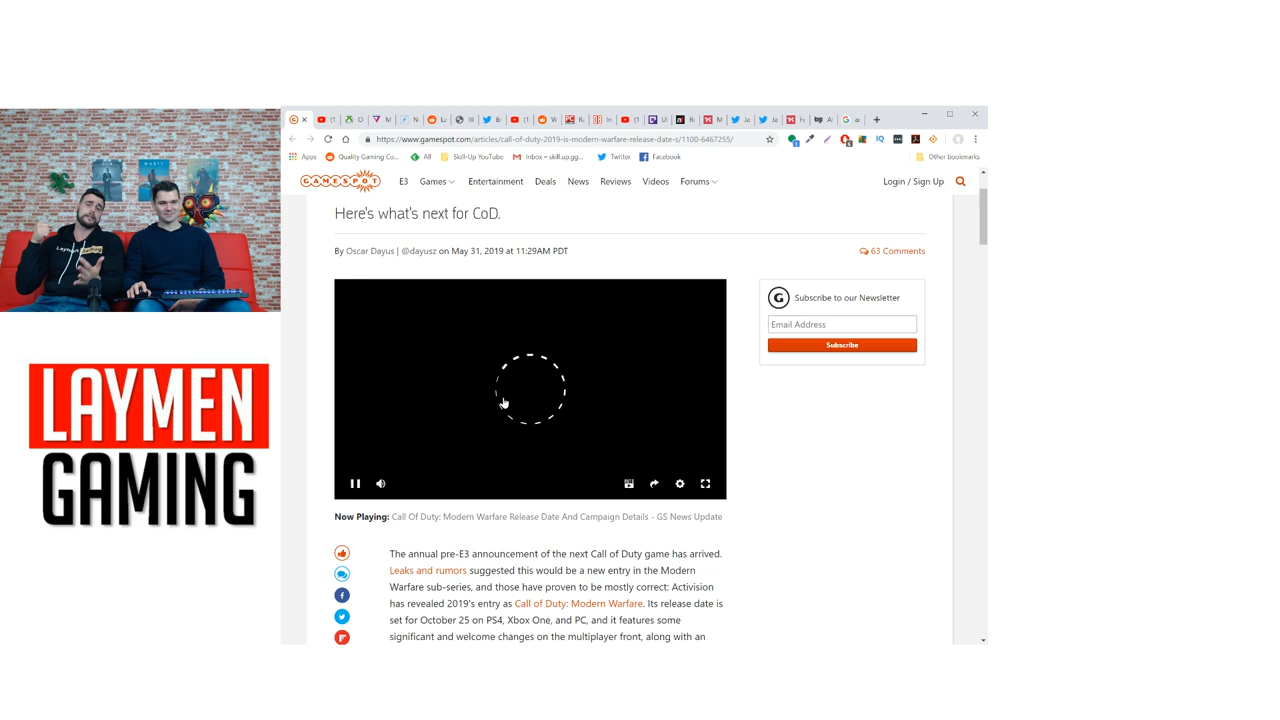 https://www.gamespot.com/articles/call-of-duty-2019-is-modern-warfare-release-date-s/1100-6467255/
Apps
Quality Gaming Co...
All
Skill-Up YouTube
Inbox – skill.up.gg...
Twitter
Facebook
Other bookmarks
GAMESPOT
E3
Games
Entertainment
Deals
News
Reviews
Videos
Forums
Login / Sign Up
Here's what's next for CoD.
By Oscar Dayus | @dayusz on May 31, 2019 at 11:29AM PDT
63 Comments
Subscribe to our Newsletter
Email Address
Subscribe
Now Playing: Call Of Duty: Modern Warfare Release Date And Campaign Details - GS News Update
The annual pre-E3 announcement of the next Call of Duty game has arrived.
Leaks and rumors suggested this would be a new entry in the Modern
Warfare sub-series, and those have proven to be mostly correct: Activision
has revealed 2019's entry as Call of Duty: Modern Warfare. Its release date is
set for October 25 on PS4, Xbox One, and PC, and it features some
significant and welcome changes on the multiplayer front, along with an
LAYMEN
GAMING